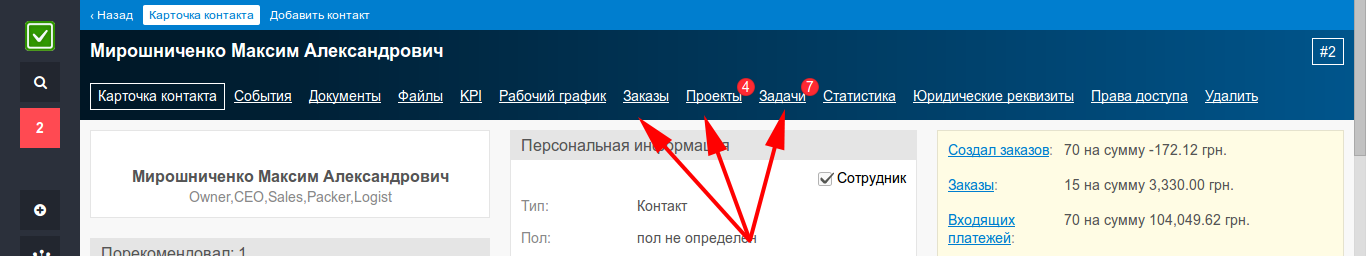 ‹ Назад Карточка контакта Добавить контакт
Мирошниченко Максим Александрович #2
Карточка контакта События Документы Файлы KPI Рабочий график Заказы Проекты 4 Задачи 7 Статистика Юридические реквизиты Права доступа Удалить
2
Мирошниченко Максим Александрович
Owner,CEO,Sales,Packer,Logist
Порекомендовал: 1
Персональная информация
Сотрудник
Тип: Контакт
Пол: пол не определен
Создал заказов: 70 на сумму -172.12 грн.
Заказы: 15 на сумму 3,330.00 грн.
Входящих платежей: 70 на сумму 104,049.62 грн.